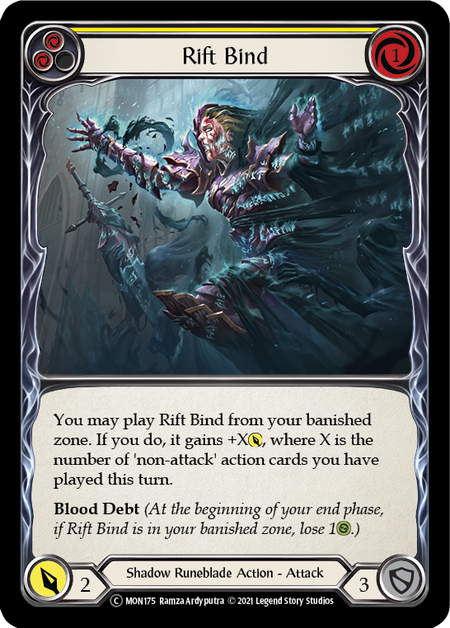 Rift Bind
1
You may play Rift Bind from your banished
zone. If you do, it gains +X, where X is the
number of 'non-attack' action cards you have
played this turn.
Blood Debt (At the beginning of your end phase,
if Rift Bind is in your banished zone, lose 1.)
2
Shadow Runeblade Action - Attack
3
C MON175 Ramza Ardyputra © 2021 Legend Story Studios